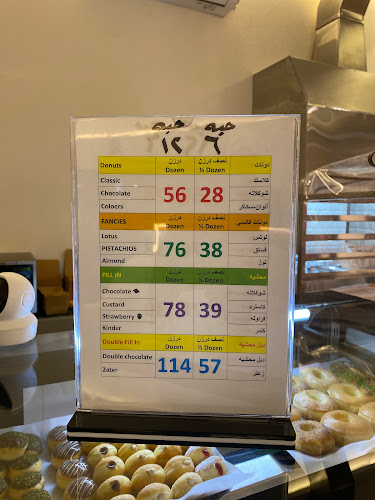 حبه ١٢ حبه ٦
Donuts درزن Dozen نصف درزن ½ Dozen دونات
Classic كلاسك
Chocolate 56 28 شوكلاته
Coloers ألوان-سكاكر
FANCIES درزن Dozen نصف درزن ½ Dozen دونات فانسي
Lotus لوتس
PISTACHIOS 76 38 فستق
Almond لوز
FILL IN درزن Dozen نصف درزن ½ Dozen محشيه
Chocolate شوكلاته
Custard 78 39 كاسترد
Strawberry فراوله
Kinder كندر
Double Fill In درزن Dozen نصف درزن ½ Dozen دبل محشيه
Double chocolate 114 57 دبل محشيه
Zater زعتر